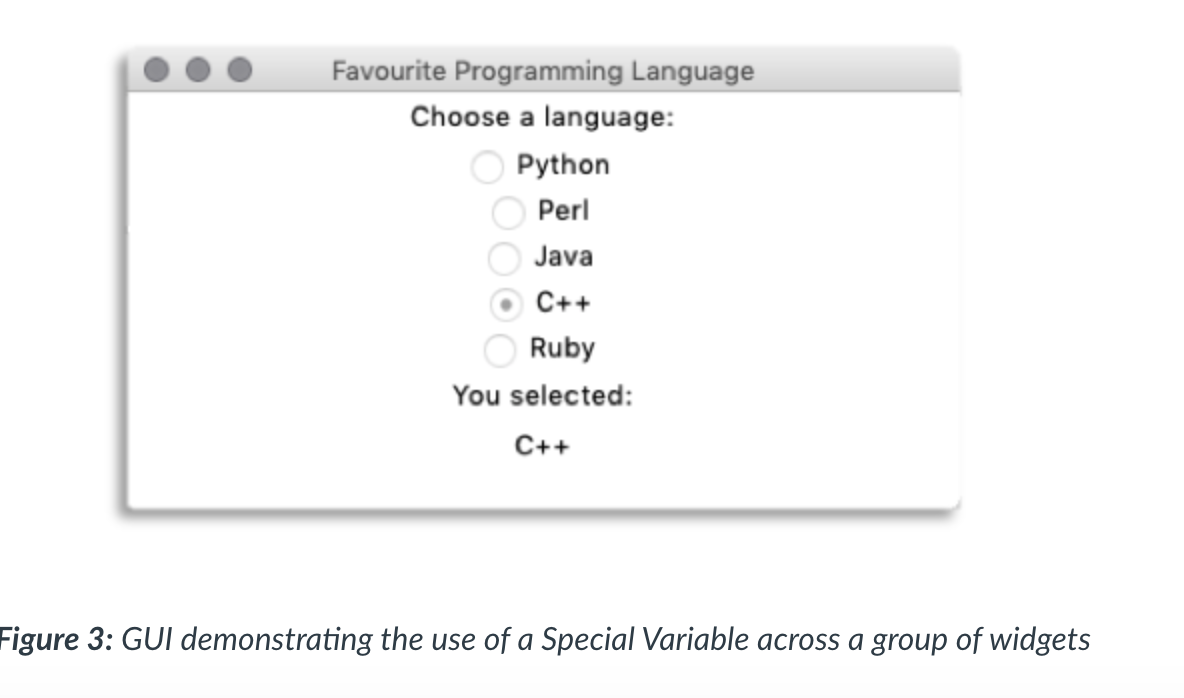 Favourite Programming Language
Choose a language:
Python
Perl
Java
C++
Ruby
You selected:
C++
Figure 3: GUI demonstrating the use of a Special Variable across a group of widgets